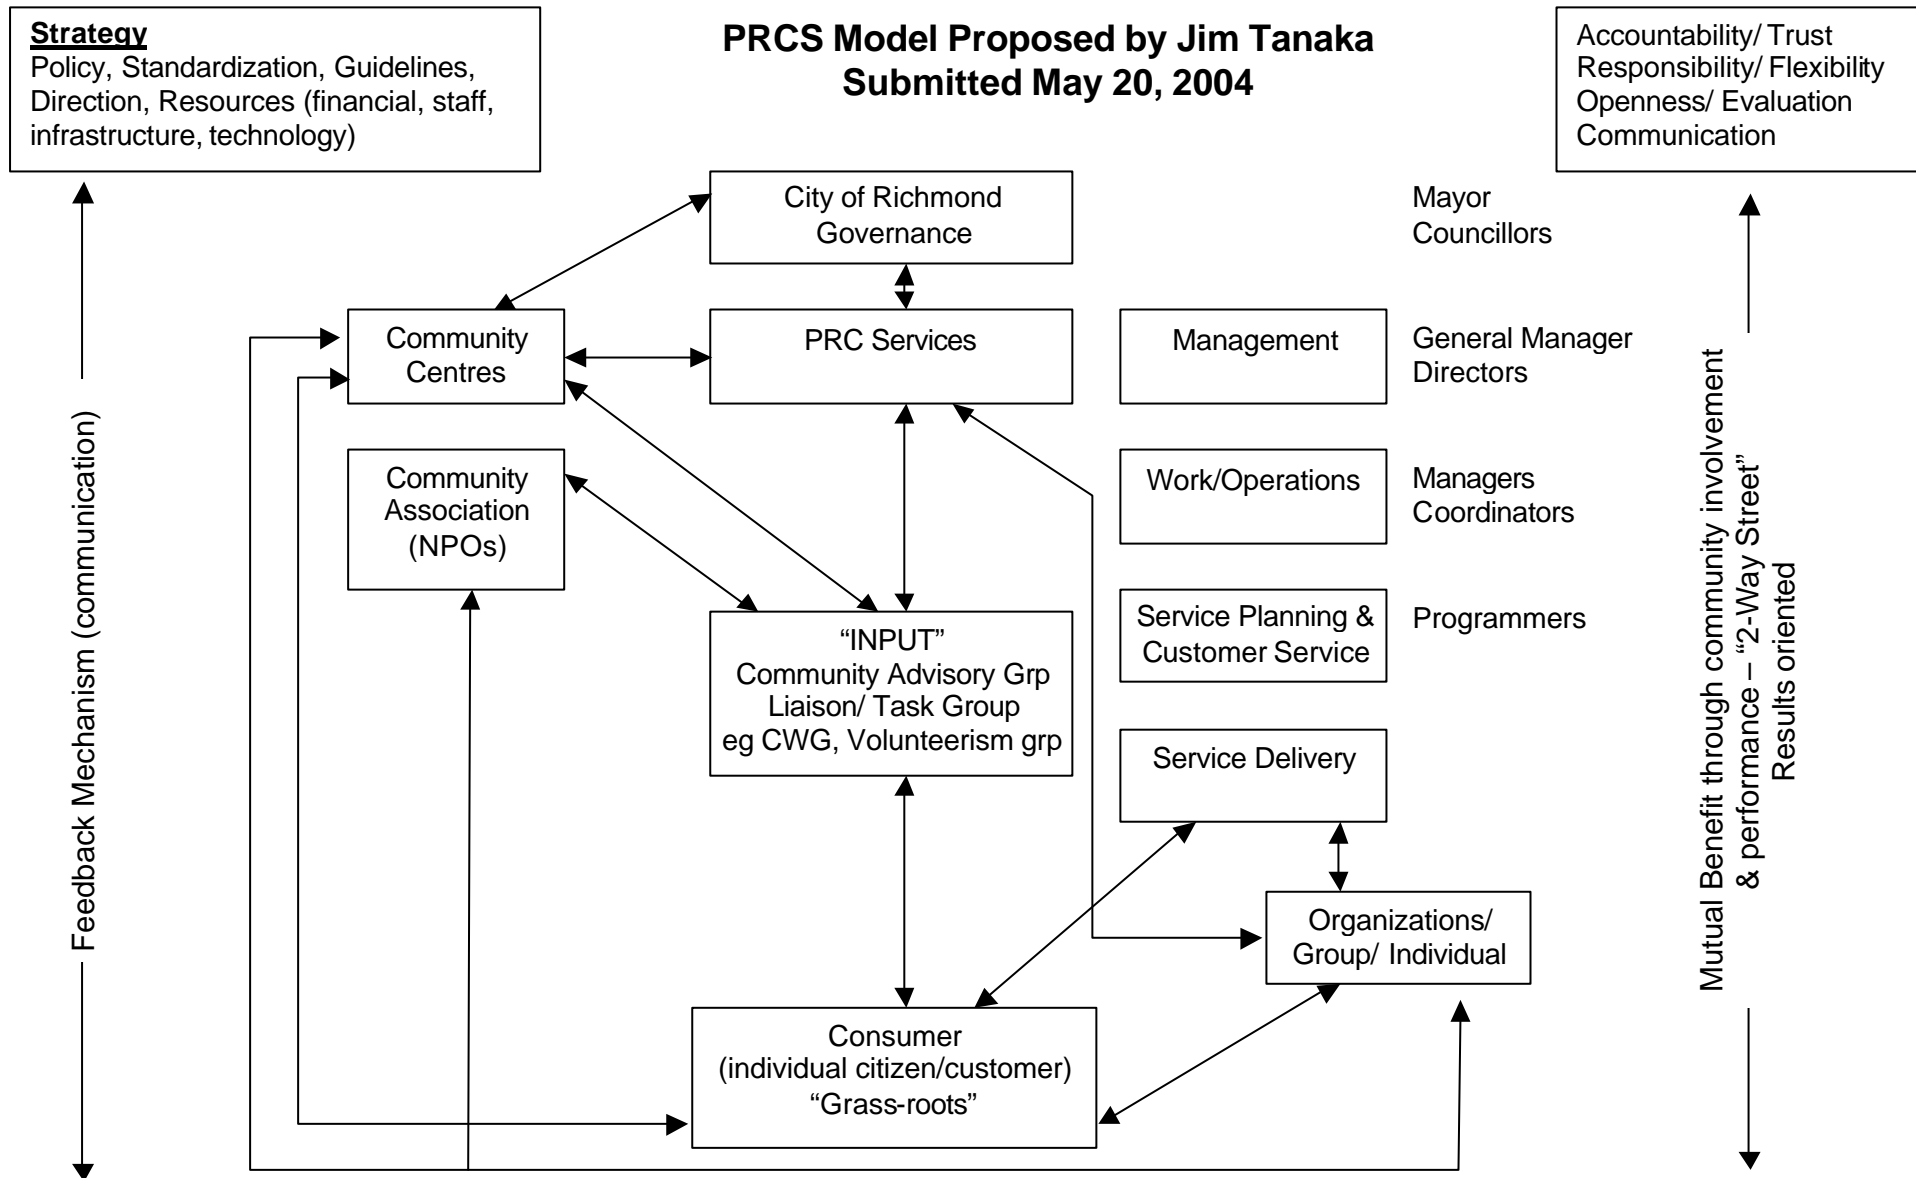 Strategy
Policy, Standardization, Guidelines,
Direction, Resources (financial, staff,
infrastructure, technology)
PRCS Model Proposed by Jim Tanaka
Submitted May 20, 2004
Accountability/ Trust
Responsibility/ Flexibility
Openness/ Evaluation
Communication
City of Richmond
Governance
Mayor
Councillors
Community
Centres
PRC Services
Management
General Manager
Directors
Community
Association
(NPOs)
Work/Operations
Managers
Coordinators
“INPUT”
Community Advisory Grp
Liaison/ Task Group
eg CWG, Volunteerism grp
Service Planning &
Customer Service
Programmers
Service Delivery
Organizations/
Group/ Individual
Consumer
(individual citizen/customer)
“Grass-roots”
Feedback Mechanism (communication)
Mutual Benefit through community involvement
& performance – “2-Way Street”
Results oriented